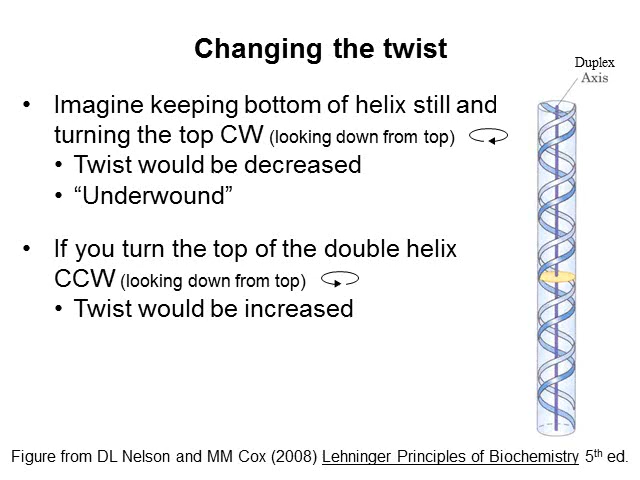 Changing the twist
Duplex
Axis
• Imagine keeping bottom of helix still and
turning the top CW (looking down from top)
• Twist would be decreased
• “Underwound”
• If you turn the top of the double helix
CCW (looking down from top)
• Twist would be increased
Figure from DL Nelson and MM Cox (2008) Lehninger Principles of Biochemistry 5th ed.